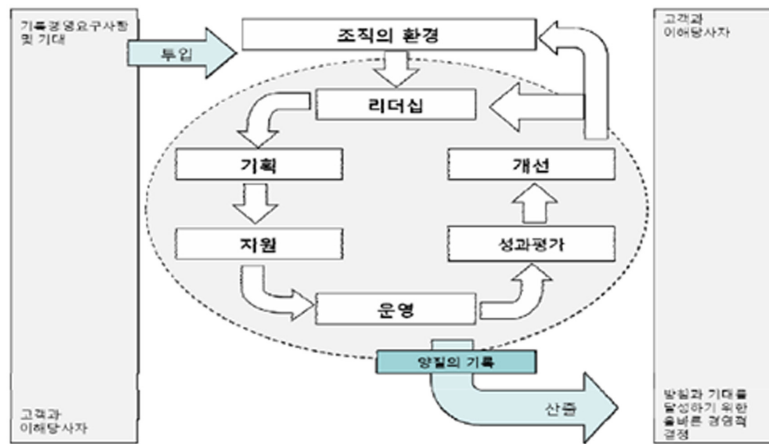 기록경영요구사항
및 기대
투입
조직의 환경
고객과
이해당사자
리더십
기획
개선
지원
성과평가
운영
양질의 기록
산출
고객과
이해당사자
방침과 기대를
달성하기 위한
올바른 경영적
결정